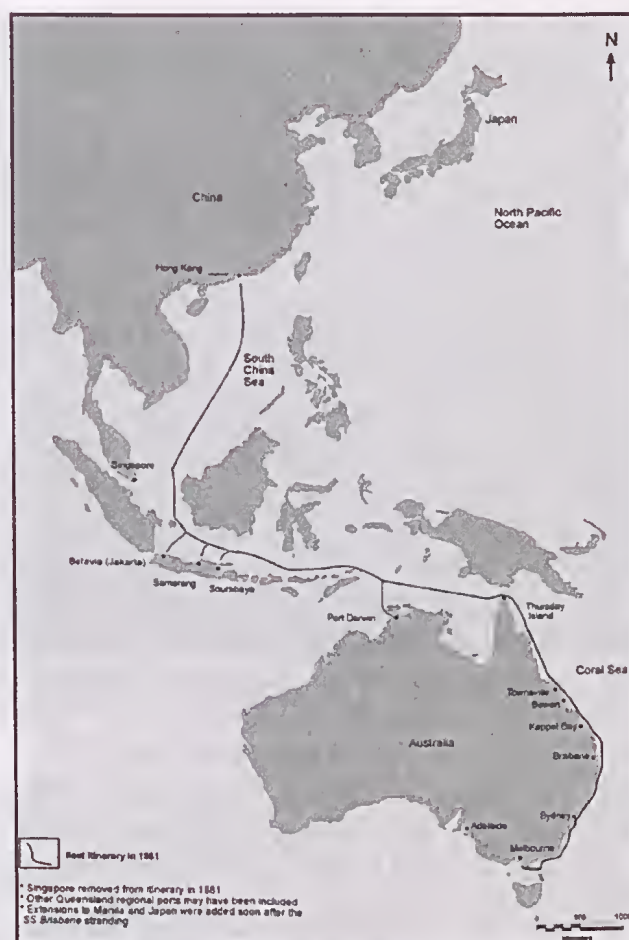 N
Japan
China
North Pacific
Ocean
Hong Kong
South
China
Sea
Singapore
Batavia (Jakarta)
Samarang
Sourabaya
Port Darwin
Thursday
Island
Coral Sea
Townsville
Bowen
Keppel Bay
Brisbane
Australia
Sydney
Adelaide
Melbourne
fleet itinerary in 1881
* Singapore removed from itinerary in 1881
* Other Queensland regional ports may have been included
* Extensions to Manila and Japan were added soon after the
SS Brisbane stranding
0
1000